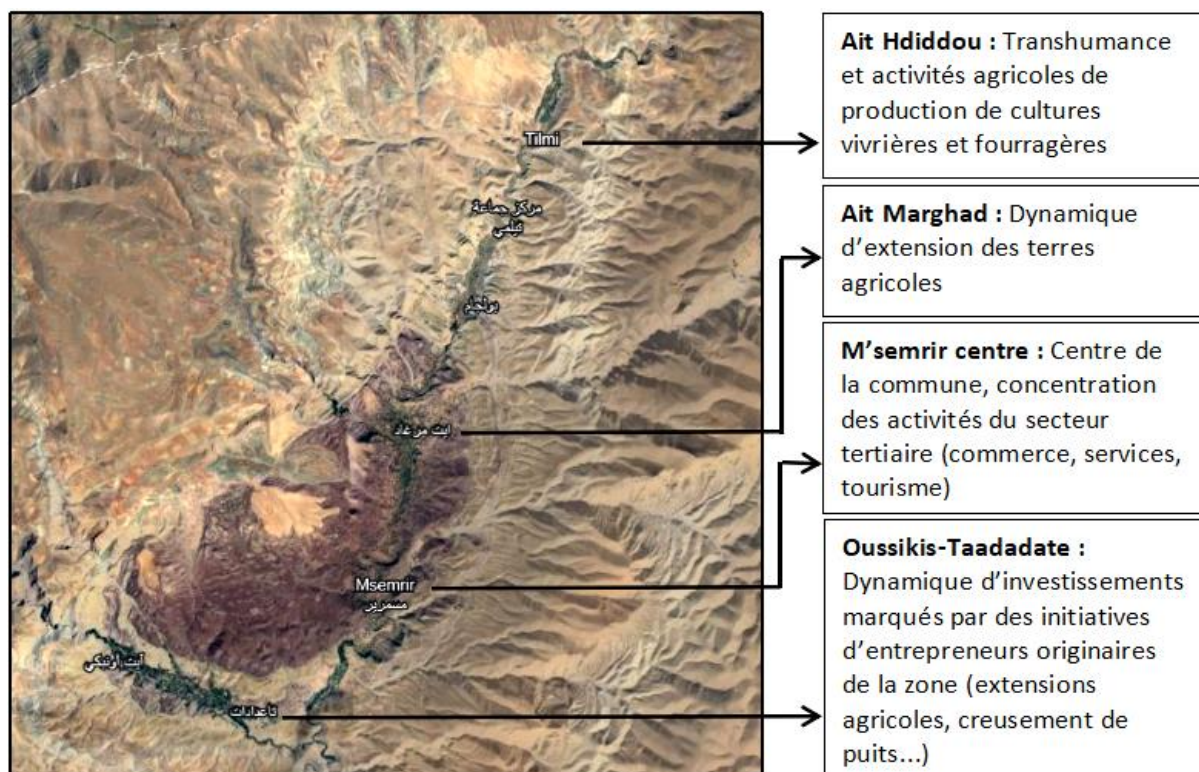 Tilmi
مركز جماعة
تيلمي
بولجام
ايت مرغاد
Msemrir
مسمرير
آيت أونبكي
تاعدادات
Ait Hdiddou : Transhumance
et activités agricoles de
production de cultures
vivrières et fourragères
Ait Marghad : Dynamique
d’extension des terres
agricoles
M’semrir centre : Centre de
la commune, concentration
des activités du secteur
tertiaire (commerce, services,
tourisme)
Oussikis-Taadadate :
Dynamique d’investissements
marqués par des initiatives
d’entrepreneurs originaires
de la zone (extensions
agricoles, creusement de
puits...)